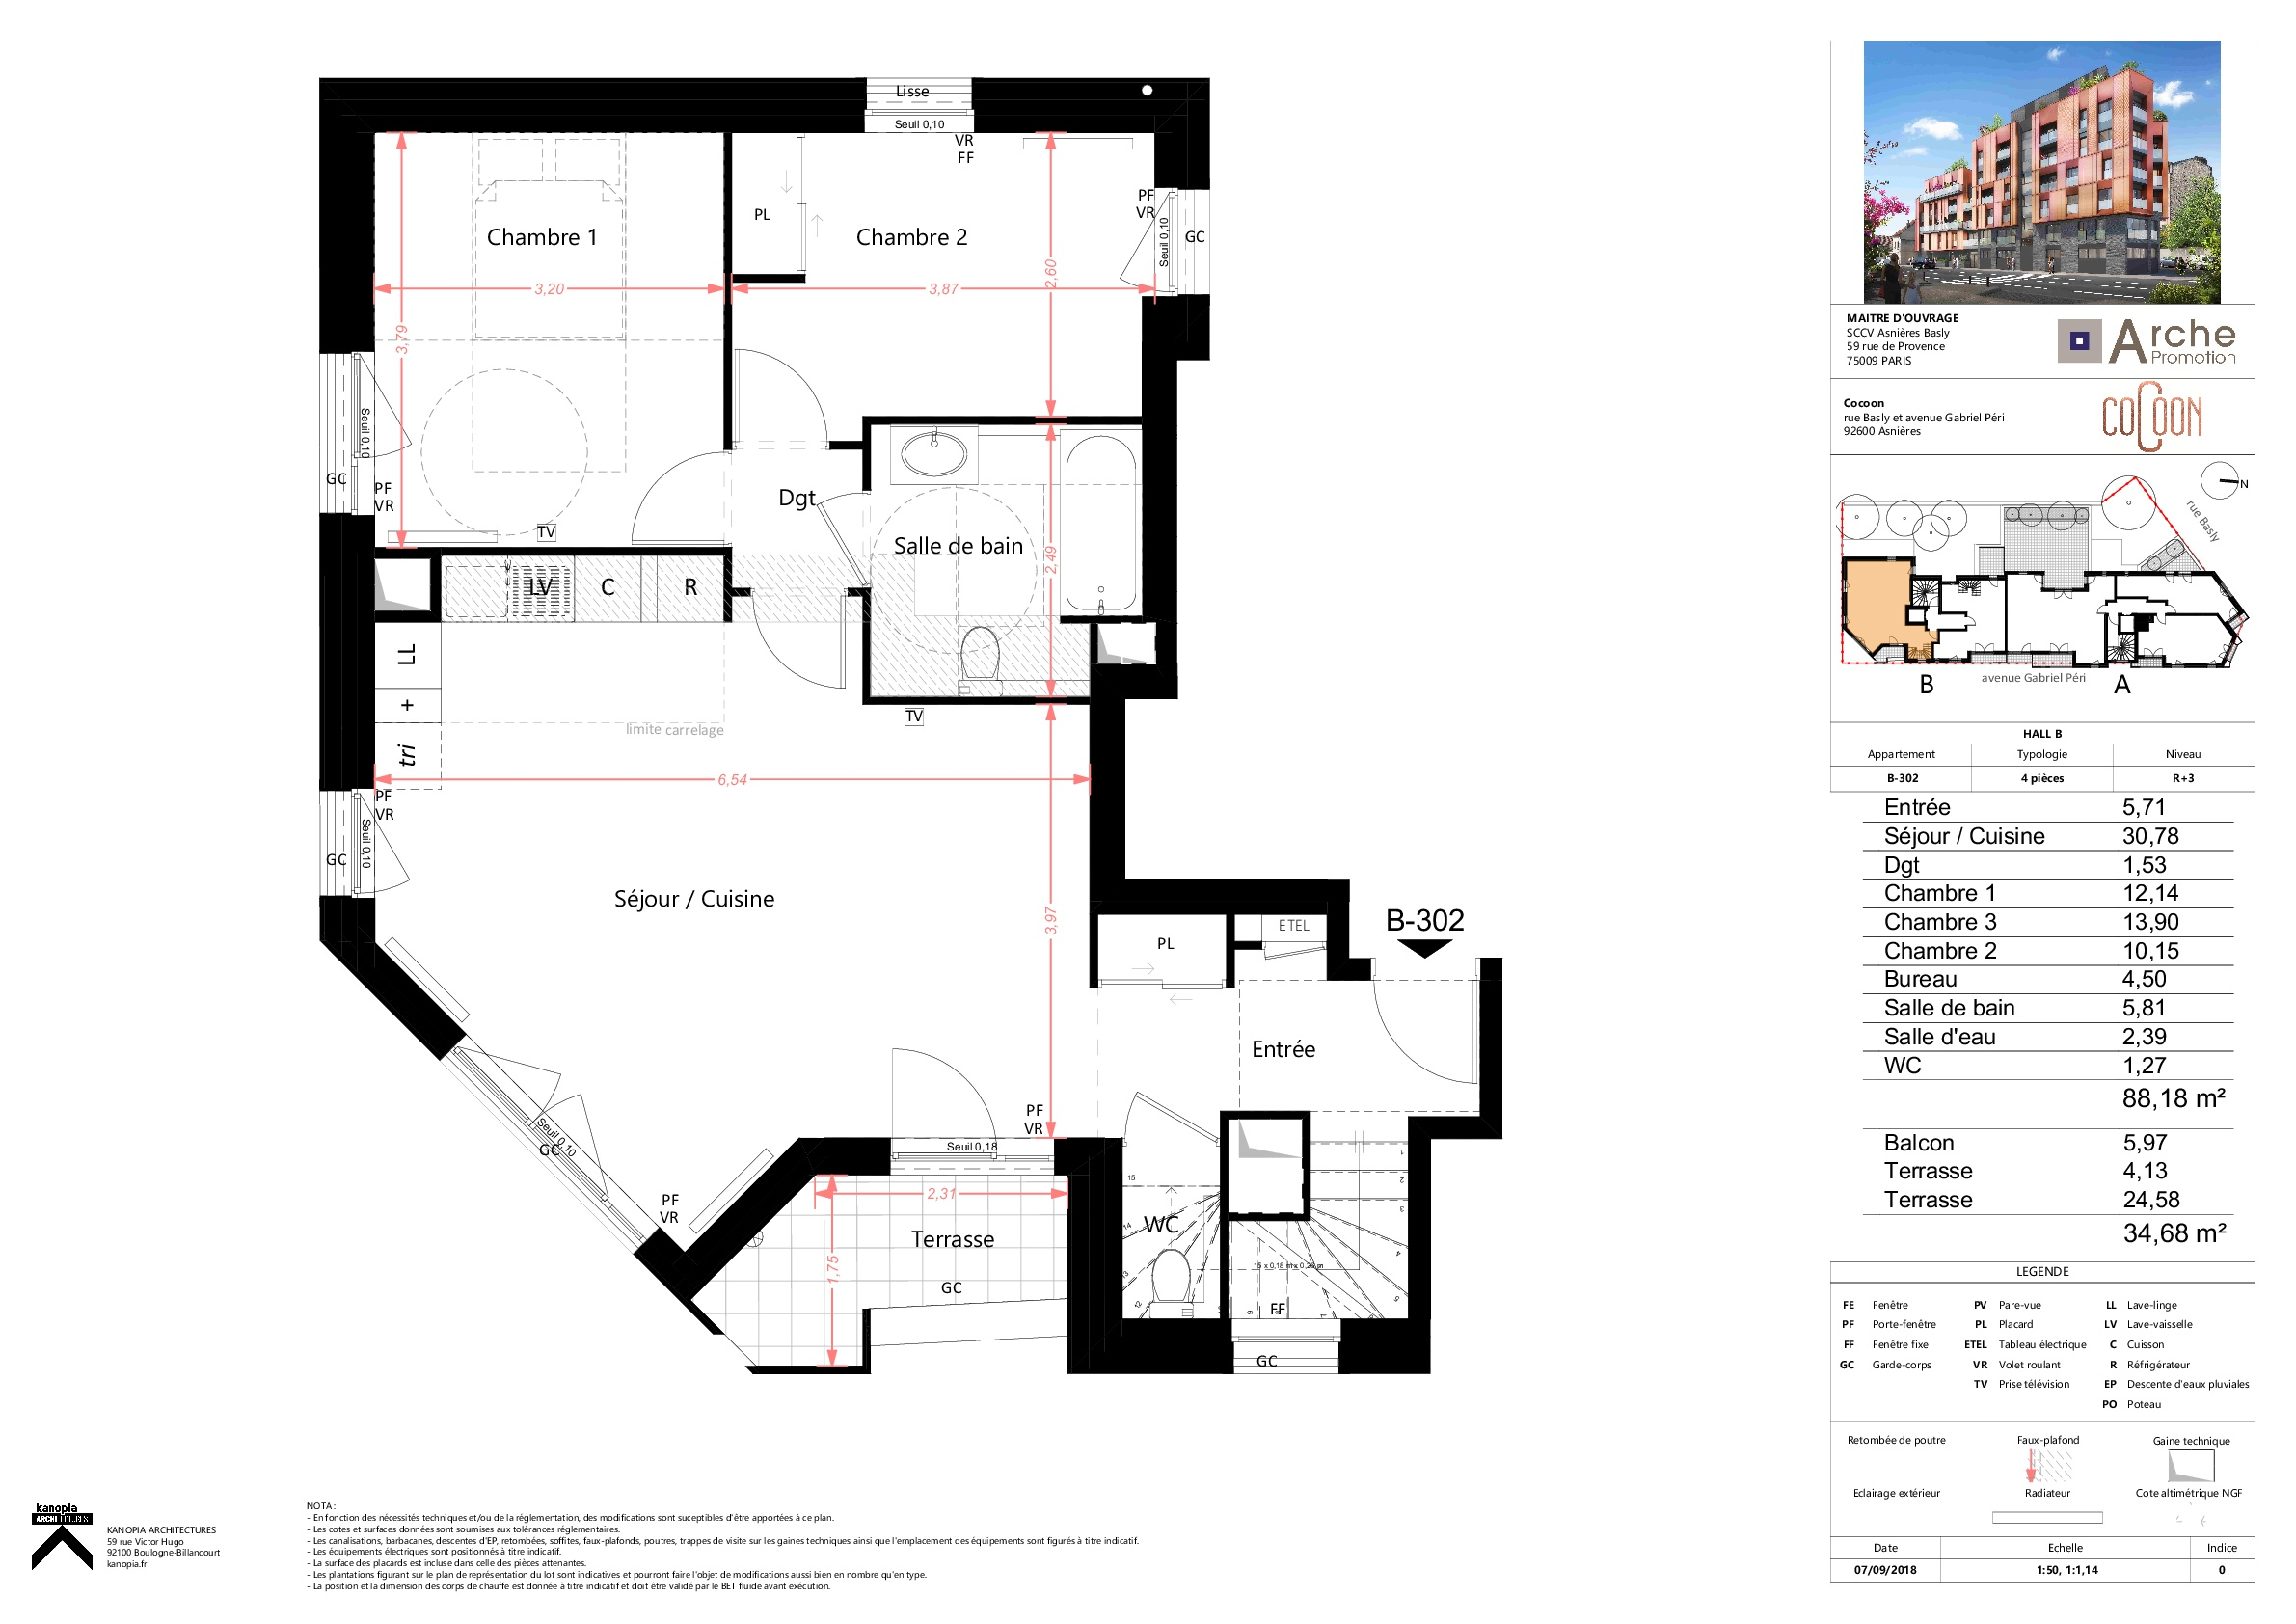 Lisse
Seuil 0,10
VR
FF
PL
Chambre 1
Chambre 2
PF
VR
Seuil 0,10
GC
3,20
3,87
2,60
3,79
Seuil 0,10
GC
PF
VR
TV
Dgt
Salle de bain
2,49
LV
C
R
LL
+
tri
limite carrelage
TV
6,54
PF
VR
Seuil 0,10
GC
Séjour / Cuisine
3,97
PL
ETEL
B-302
Entrée
PF
VR
Seuil 0,18
Seuil 0,10
GC
PF
VR
2,31
1,75
Terrasse
GC
WC
15
14
13
12
1
2
3
4
5
15 x 0,18 m x 0,26 m
FF
GC
MAITRE D'OUVRAGE
SCCV Asnières Basly
59 rue de Provence
75009 PARIS
Arche
Promotion
Cocoon
rue Basly et avenue Gabriel Péri
92600 Asnières
COCOON
N
rue Basly
avenue Gabriel Péri
B
A
HALL B
Appartement Typologie Niveau
B-302 4 pièces R+3
Entrée 5,71
Séjour / Cuisine 30,78
Dgt 1,53
Chambre 1 12,14
Chambre 3 13,90
Chambre 2 10,15
Bureau 4,50
Salle de bain 5,81
Salle d'eau 2,39
WC 1,27
88,18 m²
Balcon 5,97
Terrasse 4,13
Terrasse 24,58
34,68 m²
LEGENDE
FE Fenêtre PV Pare-vue LL Lave-linge
PF Porte-fenêtre PL Placard LV Lave-vaisselle
FF Fenêtre fixe ETEL Tableau électrique C Cuisson
GC Garde-corps VR Volet roulant R Réfrigérateur
TV Prise télévision EP Descente d'eaux pluviales
PO Poteau
Retombée de poutre Faux-plafond Gaine technique
Eclairage extérieur Radiateur Cote altimétrique NGF
Date Echelle Indice
07/09/2018 1:50, 1:1,14 0
kanopia
ARCHITECTURES
KANOPIA ARCHITECTURES
59 rue Victor Hugo
92100 Boulogne-Billancourt
kanopia.fr
NOTA :
- En fonction des nécessités techniques et/ou de la réglementation, des modifications sont suceptibles d'être apportées à ce plan.
- Les cotes et surfaces données sont soumises aux tolérances réglementaires.
- Les canalisations, barbacanes, descentes d'EP, retombées, soffites, faux-plafonds, poutres, trappes de visite sur les gaines techniques ainsi que l'emplacement des équipements sont figurés à titre indicatif.
- Les équipements électriques sont positionnés à titre indicatif.
- La surface des placards est incluse dans celle des pièces attenantes.
- Les plantations figurant sur le plan de représentation du lot sont indicatives et pourront faire l'objet de modifications aussi bien en nombre qu'en type.
- La position et la dimension des corps de chauffe est donnée à titre indicatif et doit être validé par le BET fluide avant exécution.